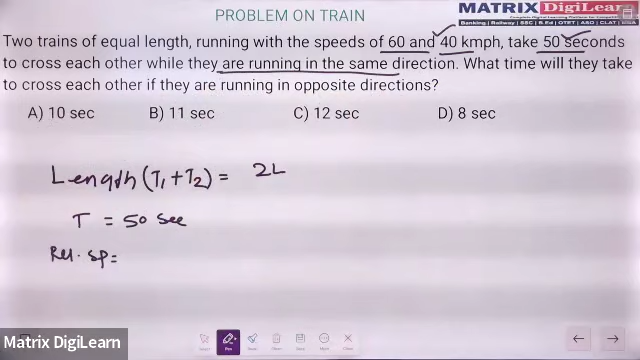 PROBLEM ON TRAIN
MATRIX DigiLearn
Two trains of equal length, running with the speeds of 60 and 40 kmph, take 50 seconds
to cross each other while they are running in the same direction. What time will they take
to cross each other if they are running in opposite directions?
A) 10 sec B) 11 sec C) 12 sec D) 8 sec
Length (T₁ + T₂) = 2L
T = 50 sec
Rel. sp =
Matrix DigiLearn